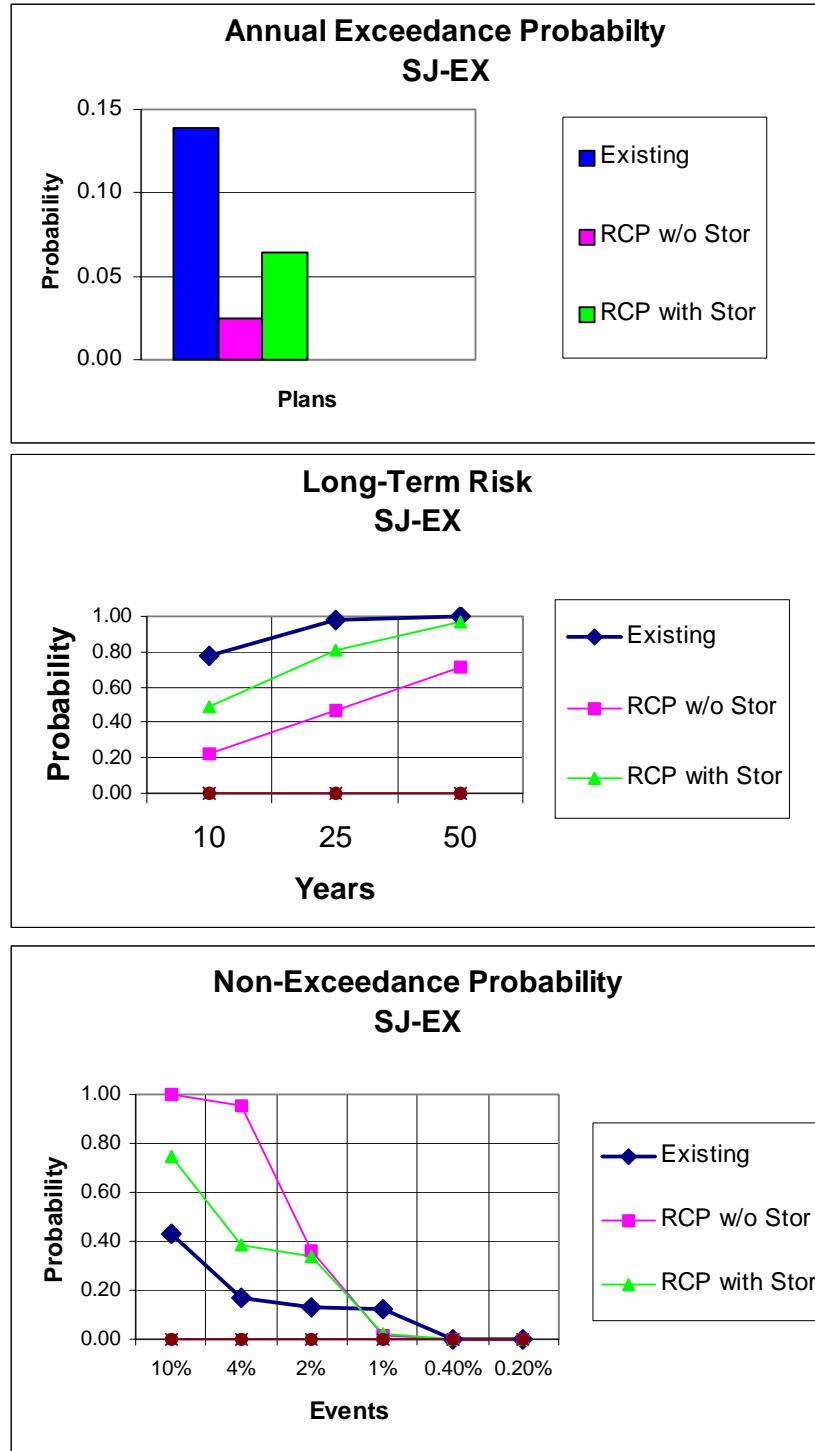 Annual Exceedance Probabilty
SJ-EX
0.15
0.10
0.05
0.00
Probability
Plans
Existing
RCP w/o Stor
RCP with Stor
Long-Term Risk
SJ-EX
1.00
0.80
0.60
0.40
0.20
0.00
Probability
10 25 50
Years
Existing
RCP w/o Stor
RCP with Stor
Non-Exceedance Probability
SJ-EX
1.00
0.80
0.60
0.40
0.20
0.00
Probability
10% 4% 2% 1% 0.40% 0.20%
Events
Existing
RCP w/o Stor
RCP with Stor